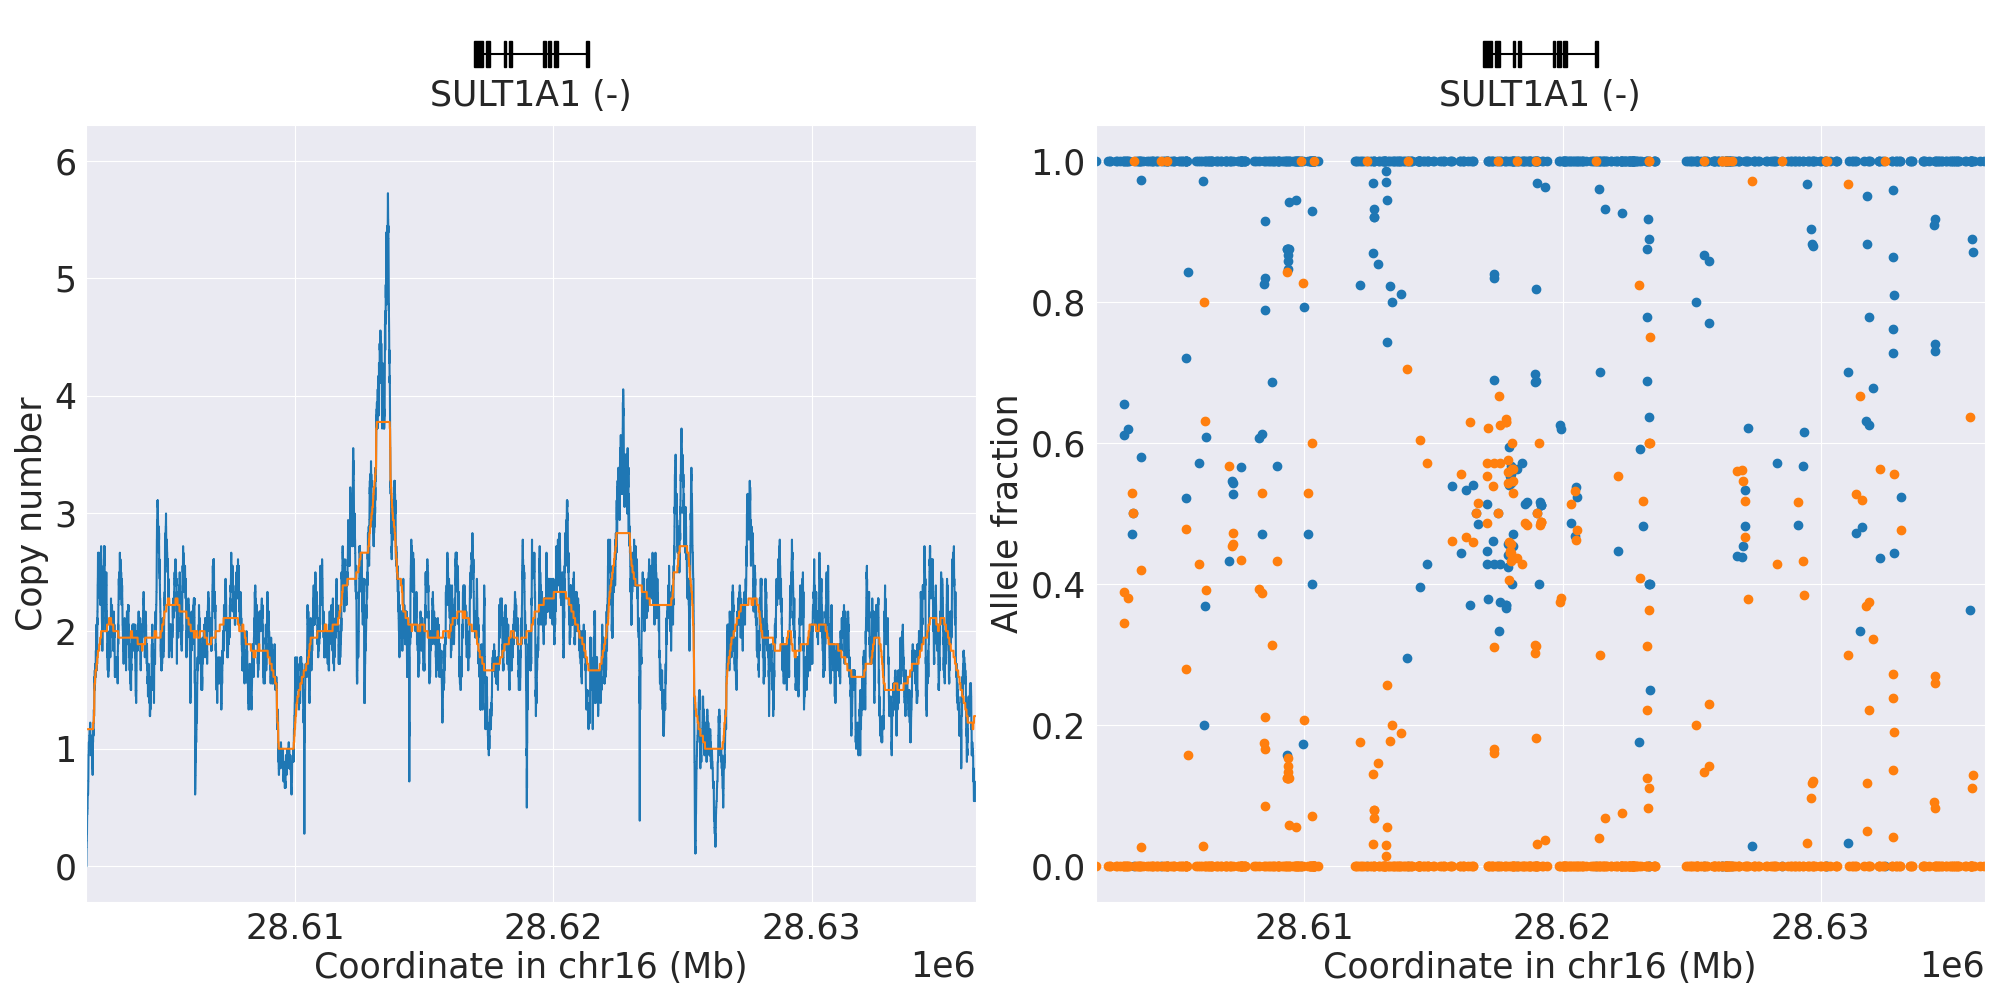 SULT1A1 (-)
6
5
4
3
2
1
0
Copy number
28.61
28.62
28.63
Coordinate in chr16 (Mb)
1e6
SULT1A1 (-)
1.0
0.8
0.6
0.4
0.2
0.0
Allele fraction
28.61
28.62
28.63
Coordinate in chr16 (Mb)
1e6